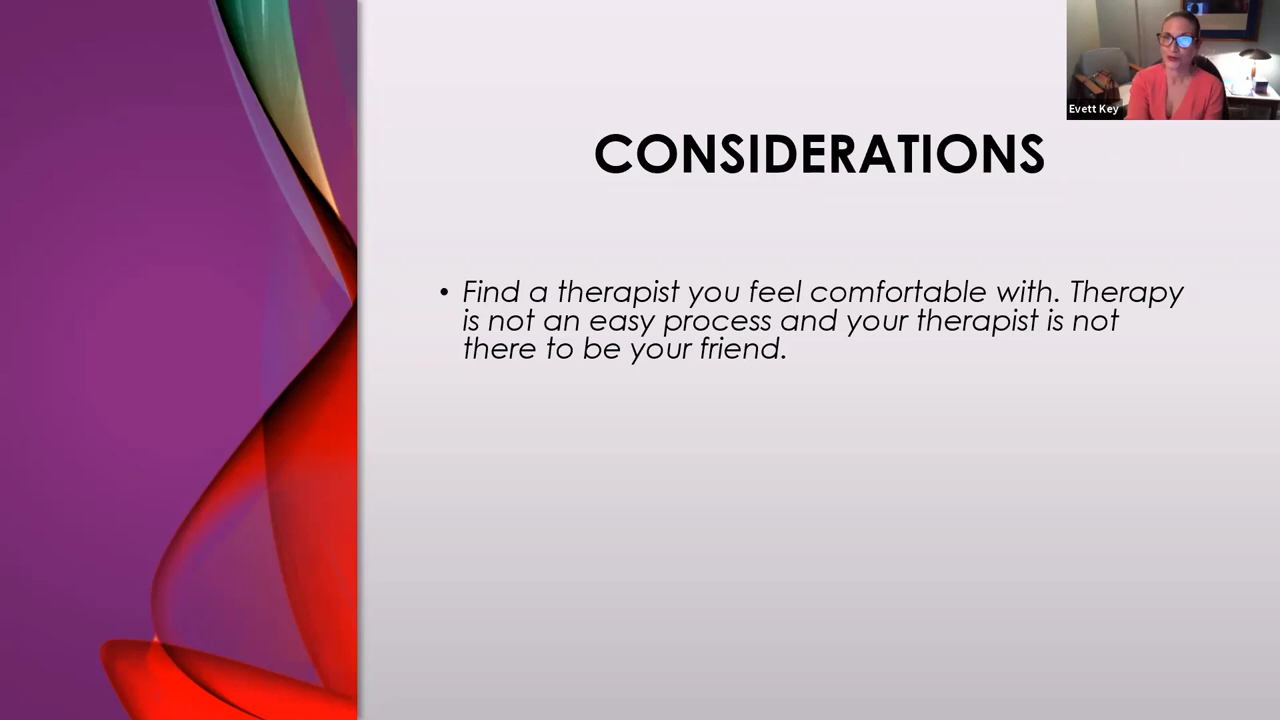 Evett Key
CONSIDERATIONS
• Find a therapist you feel comfortable with. Therapy
is not an easy process and your therapist is not
there to be your friend.